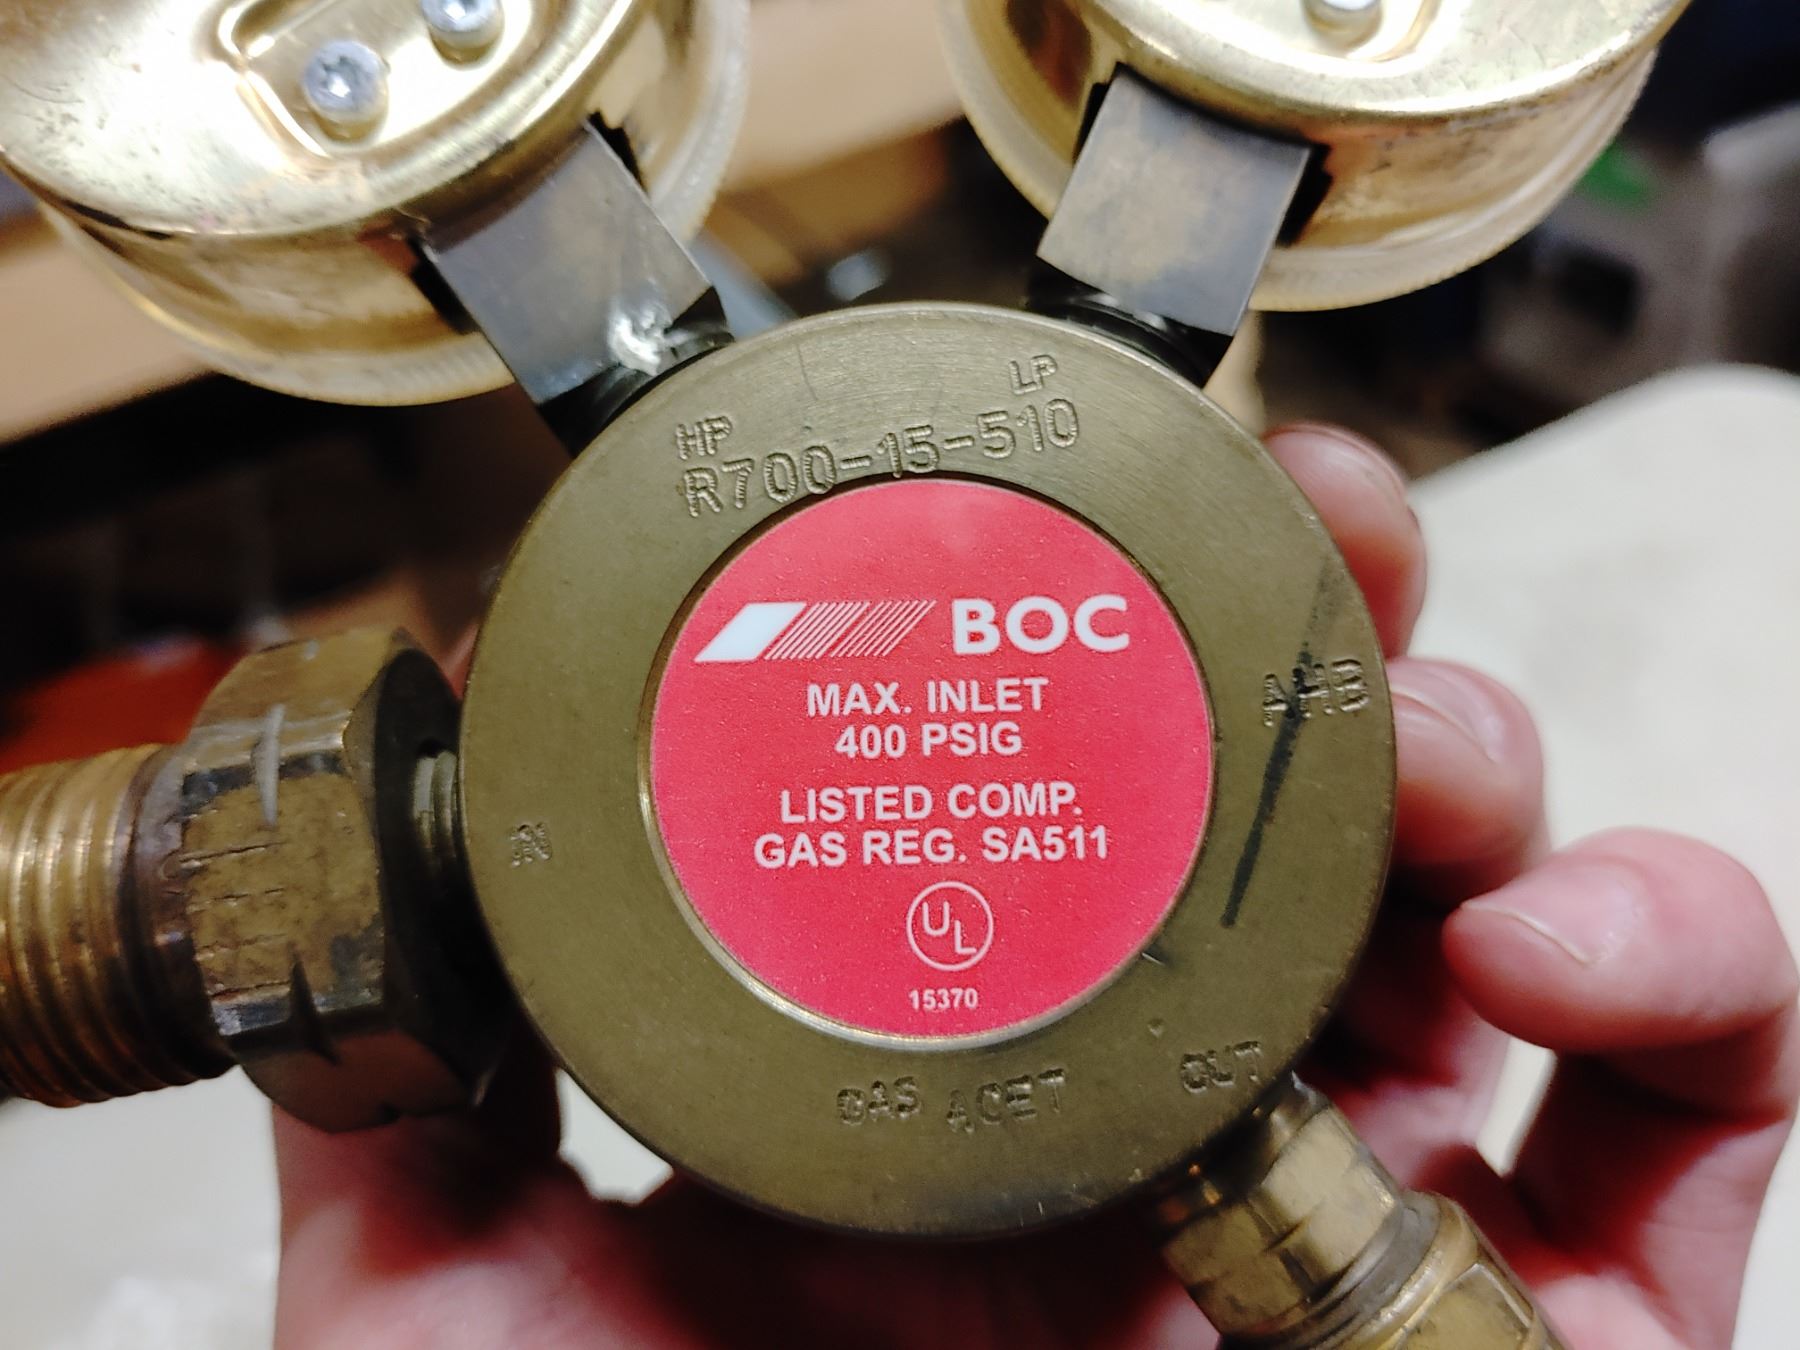 HP LP
R700-15-510
BOC
MAX. INLET
400 PSIG
LISTED COMP.
GAS REG. SA511
UL
15370
GAS ACET OUT